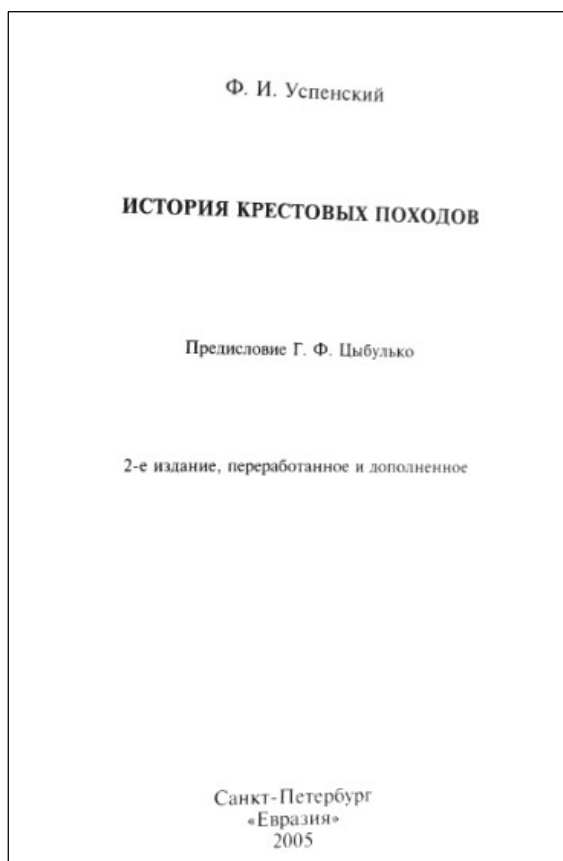 Ф. И. Успенский
ИСТОРИЯ КРЕСТОВЫХ ПОХОДОВ
Предисловие Г. Ф. Цыбулько
2-е издание, переработанное и дополненное
Санкт-Петербург
«Евразия»
2005